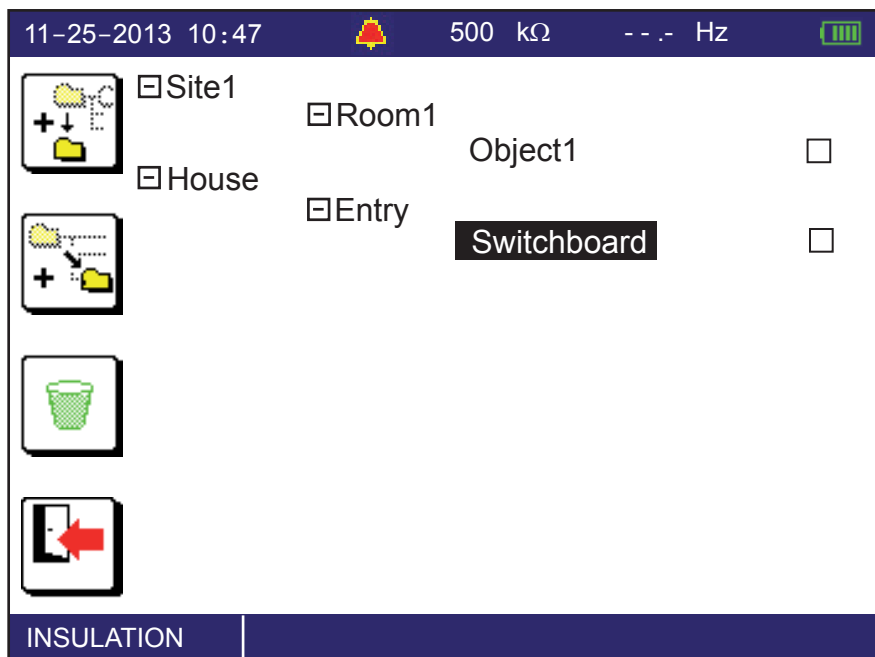 11-25-2013 10:47 500 kΩ - - .- Hz
Site1
Room1
Object1
House
Entry
Switchboard
INSULATION